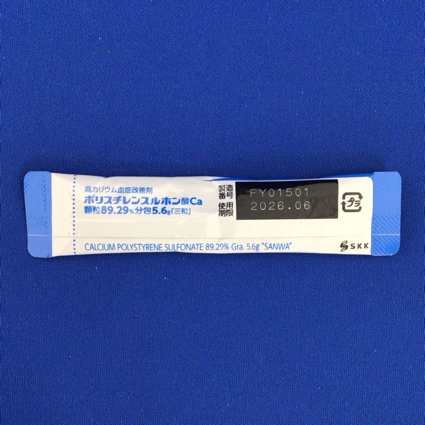 高カリウム血症改善剤
ポリスチレンスルホン酸Ca
顆粒89.29%分包5.6g「三和」
製造番号 FY01501
使用期限 2026.06
プラ
CALCIUM POLYSTYRENE SULFONATE 89.29% Gra. 5.6g "SANWA"
SKK